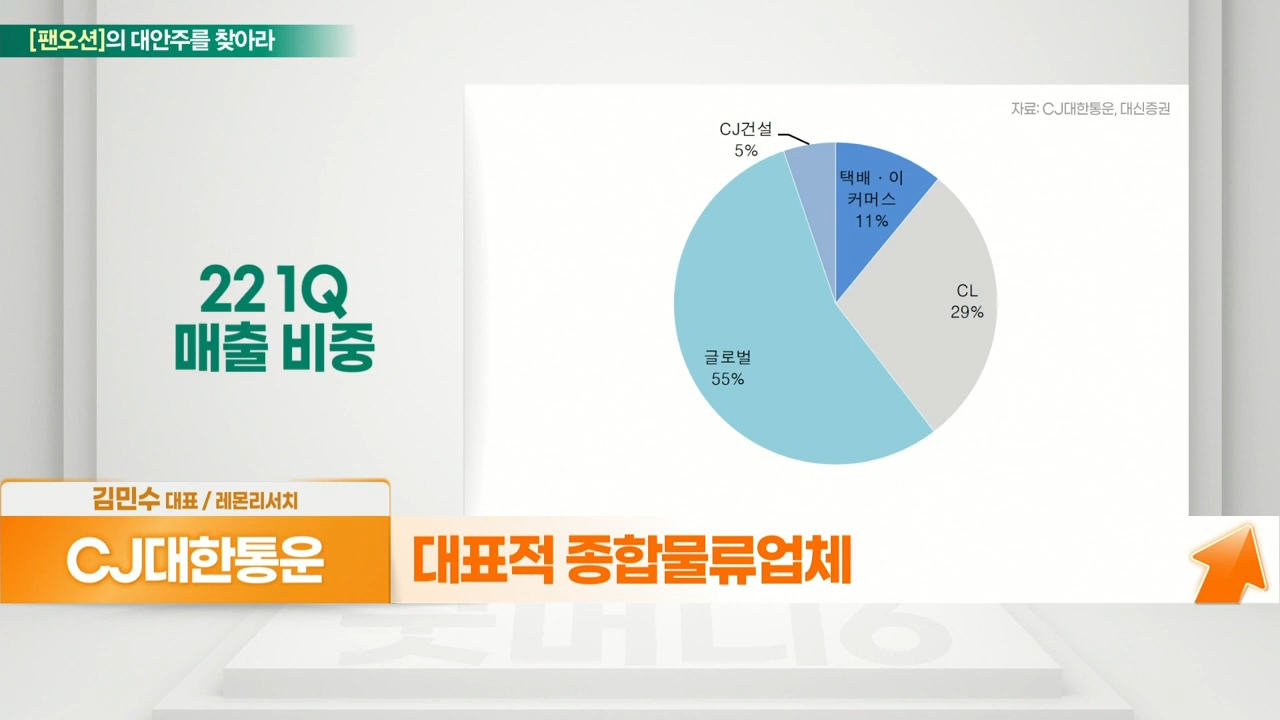 [팬오션]의 대안주를 찾아라
자료: CJ대한통운, 대신증권
22 1Q
매출 비중
CJ건설
5%
택배 · 이
커머스
11%
CL
29%
글로벌
55%
김민수 대표 / 레몬리서치
CJ대한통운
대표적 종합물류업체